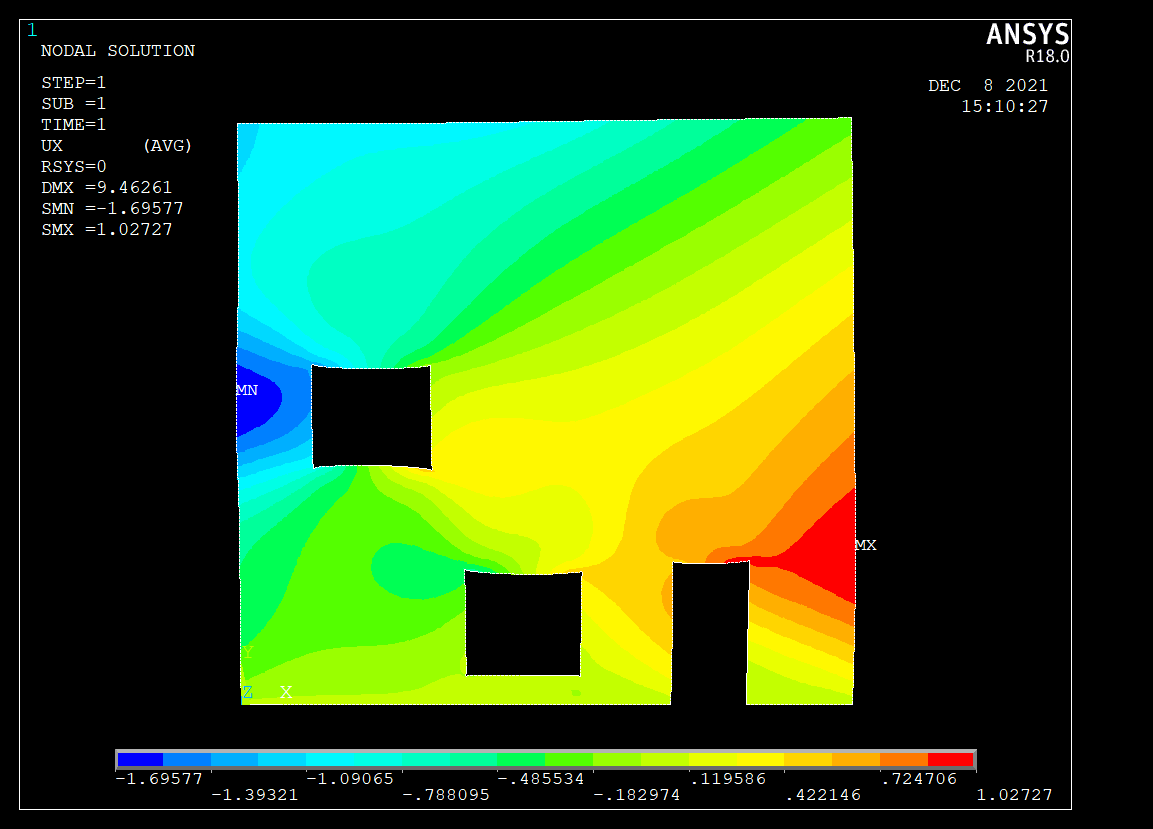 1
ANSYS
R18.0
NODAL SOLUTION
DEC 8 2021
15:10:27
STEP=1
SUB =1
TIME=1
UX (AVG)
RSYS=0
DMX =9.46261
SMN =-1.69577
SMX =1.02727
MN
MX
Y
Z X
-1.69577 -1.09065 -.485534 .119586 .724706
-1.39321 -.788095 -.182974 .422146 1.02727